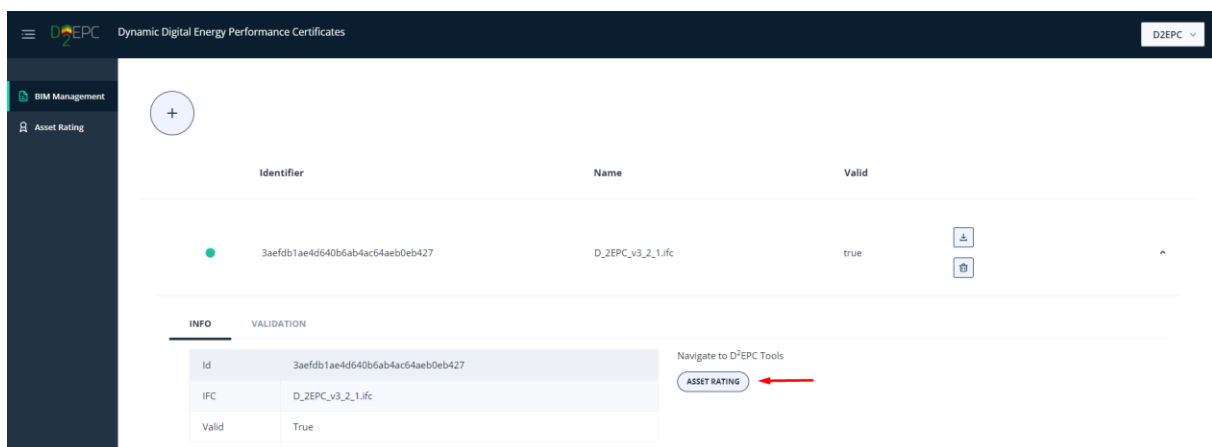 D2EPC Dynamic Digital Energy Performance Certificates D2EPC
BIM Management
Asset Rating
+
Identifier Name Valid
3aefdb1ae4d640b6ab4ac64aeb0eb427 D_2EPC_v3_2_1.ifc true
INFO VALIDATION
Id 3aefdb1ae4d640b6ab4ac64aeb0eb427
Navigate to D²EPC Tools
ASSET RATING
IFC D_2EPC_v3_2_1.ifc
Valid True